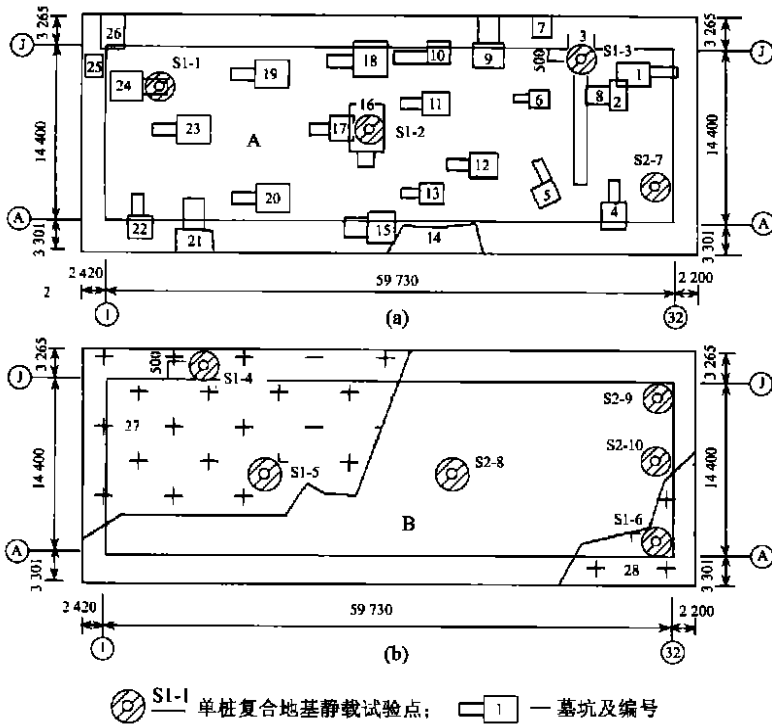 3 265
26
7
3
J
25
S1-1
18
10
9
500
S1-3
J
3 265
24
19
1
8
2
14 400
11
6
16
23
A
17
S1-2
14 400
12
S2-7
20
13
5
A
22
21
15
14
4
A
3 301
3 301
2 420
59 730
2 200
2
1
(a)
32
3 265
500
S1-4
J
J
3 265
S2-9
27
14 400
S1-5
S2-8
S2-10
14 400
B
S1-6
A
28
A
3 301
3 301
2 420
59 730
2 200
1
(b)
32
S1-1 单桩复合地基静载试验点； 1 — 墓坑及编号